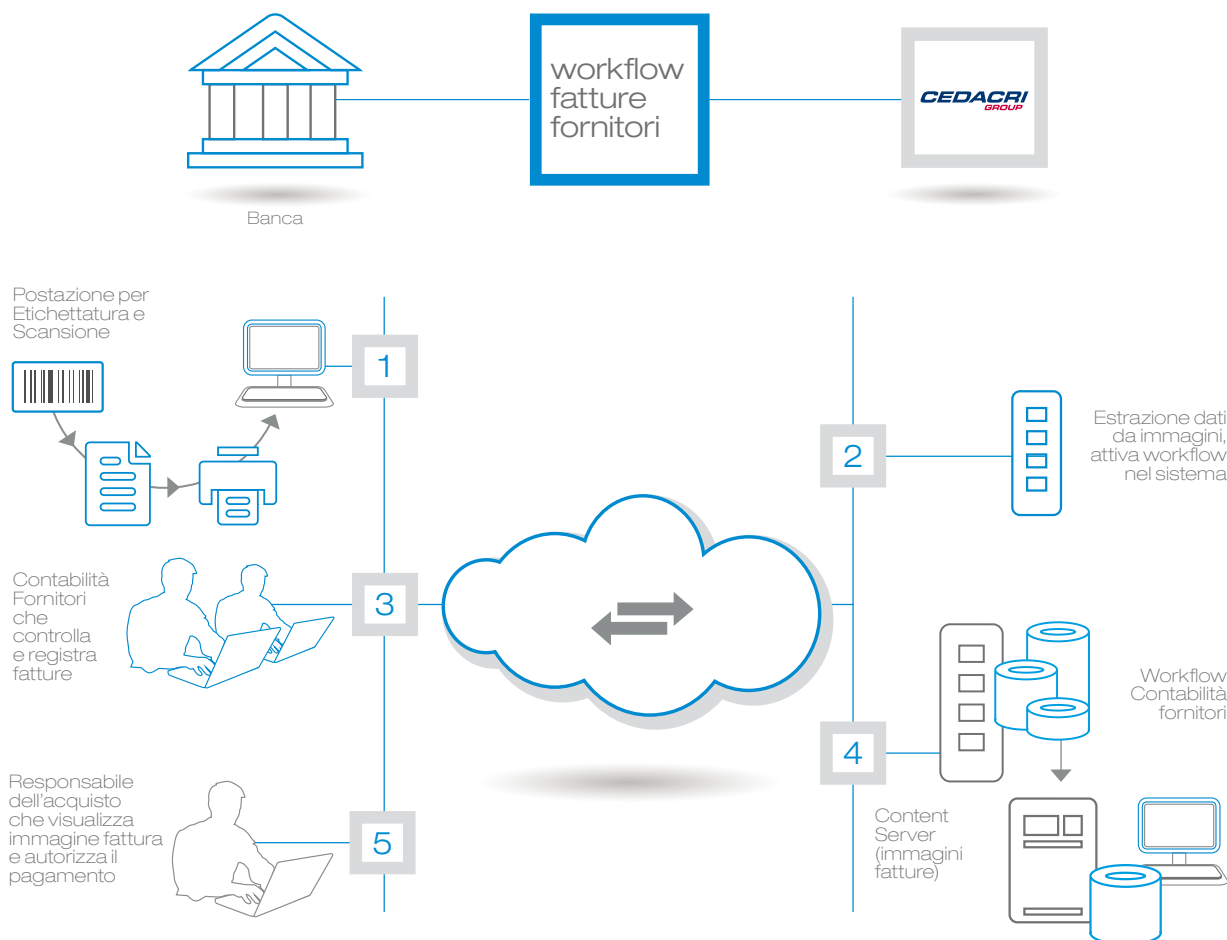 workflow
fatture
fornitori
CEDACRI
GROUP
Banca
Postazione per
Etichettatura e
Scansione
1
2
Estrazione dati
da immagini,
attiva workflow
nel sistema
Contabilità
Fornitori
che
controlla
e registra
fatture
3
Workflow
Contabilità
fornitori
4
Content
Server
(immagini
fatture)
Responsabile
dell'acquisto
che visualizza
immagine fattura
e autorizza il
pagamento
5